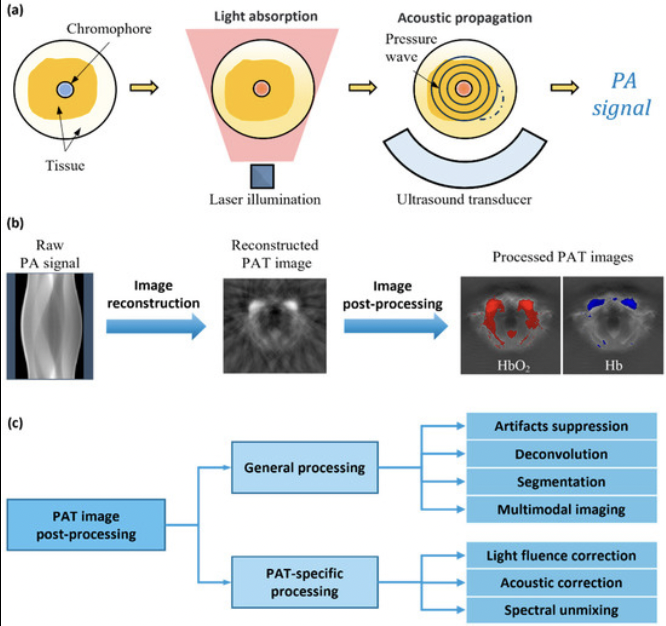 (a)
Light absorption
Acoustic propagation
Chromophore
Pressure
wave
PA
signal
Tissue
Laser illumination
Ultrasound transducer
(b)
Raw
PA signal
Image
reconstruction
Reconstructed
PAT image
Image
post-processing
Processed PAT images
HbO₂
Hb
(c)
PAT image
post-processing
General processing
Artifacts suppression
Deconvolution
Segmentation
Multimodal imaging
PAT-specific
processing
Light fluence correction
Acoustic correction
Spectral unmixing